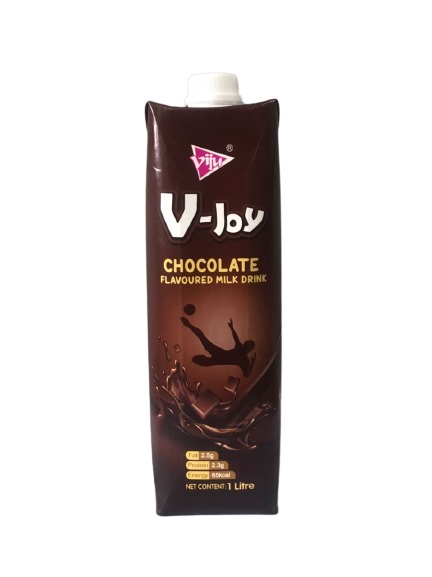 Viju ®
V-Joy
CHOCOLATE
FLAVOURED MILK DRINK
Fat 2.5g
Protein 2.3g
Energy 65kcal
NET CONTENT: 1 Litre